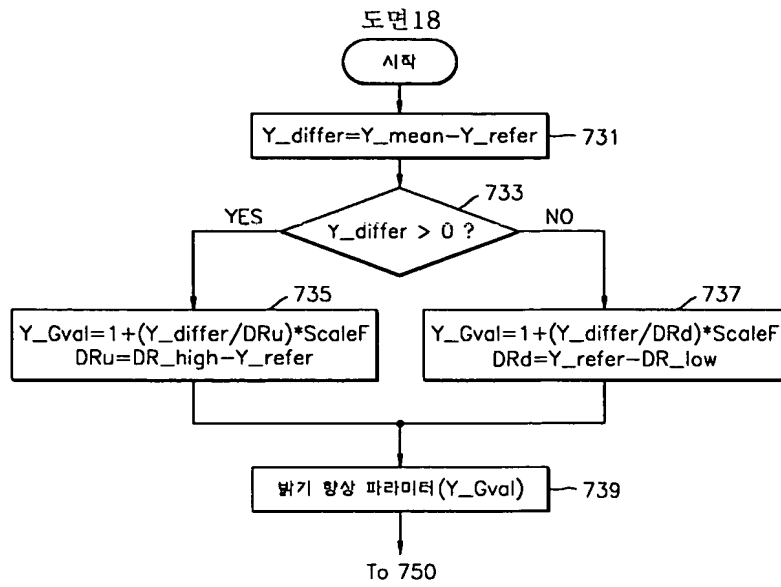 도면18
시작
Y_differ=Y_mean-Y_refer
731
733
Y_differ > 0 ?
YES
NO
735
Y_Gval=1+(Y_differ/DRu)*ScaleF
DRu=DR_high-Y_refer
737
Y_Gval=1+(Y_differ/DRd)*ScaleF
DRd=Y_refer-DR_low
밝기 향상 파라미터(Y_Gval)
739
To 750